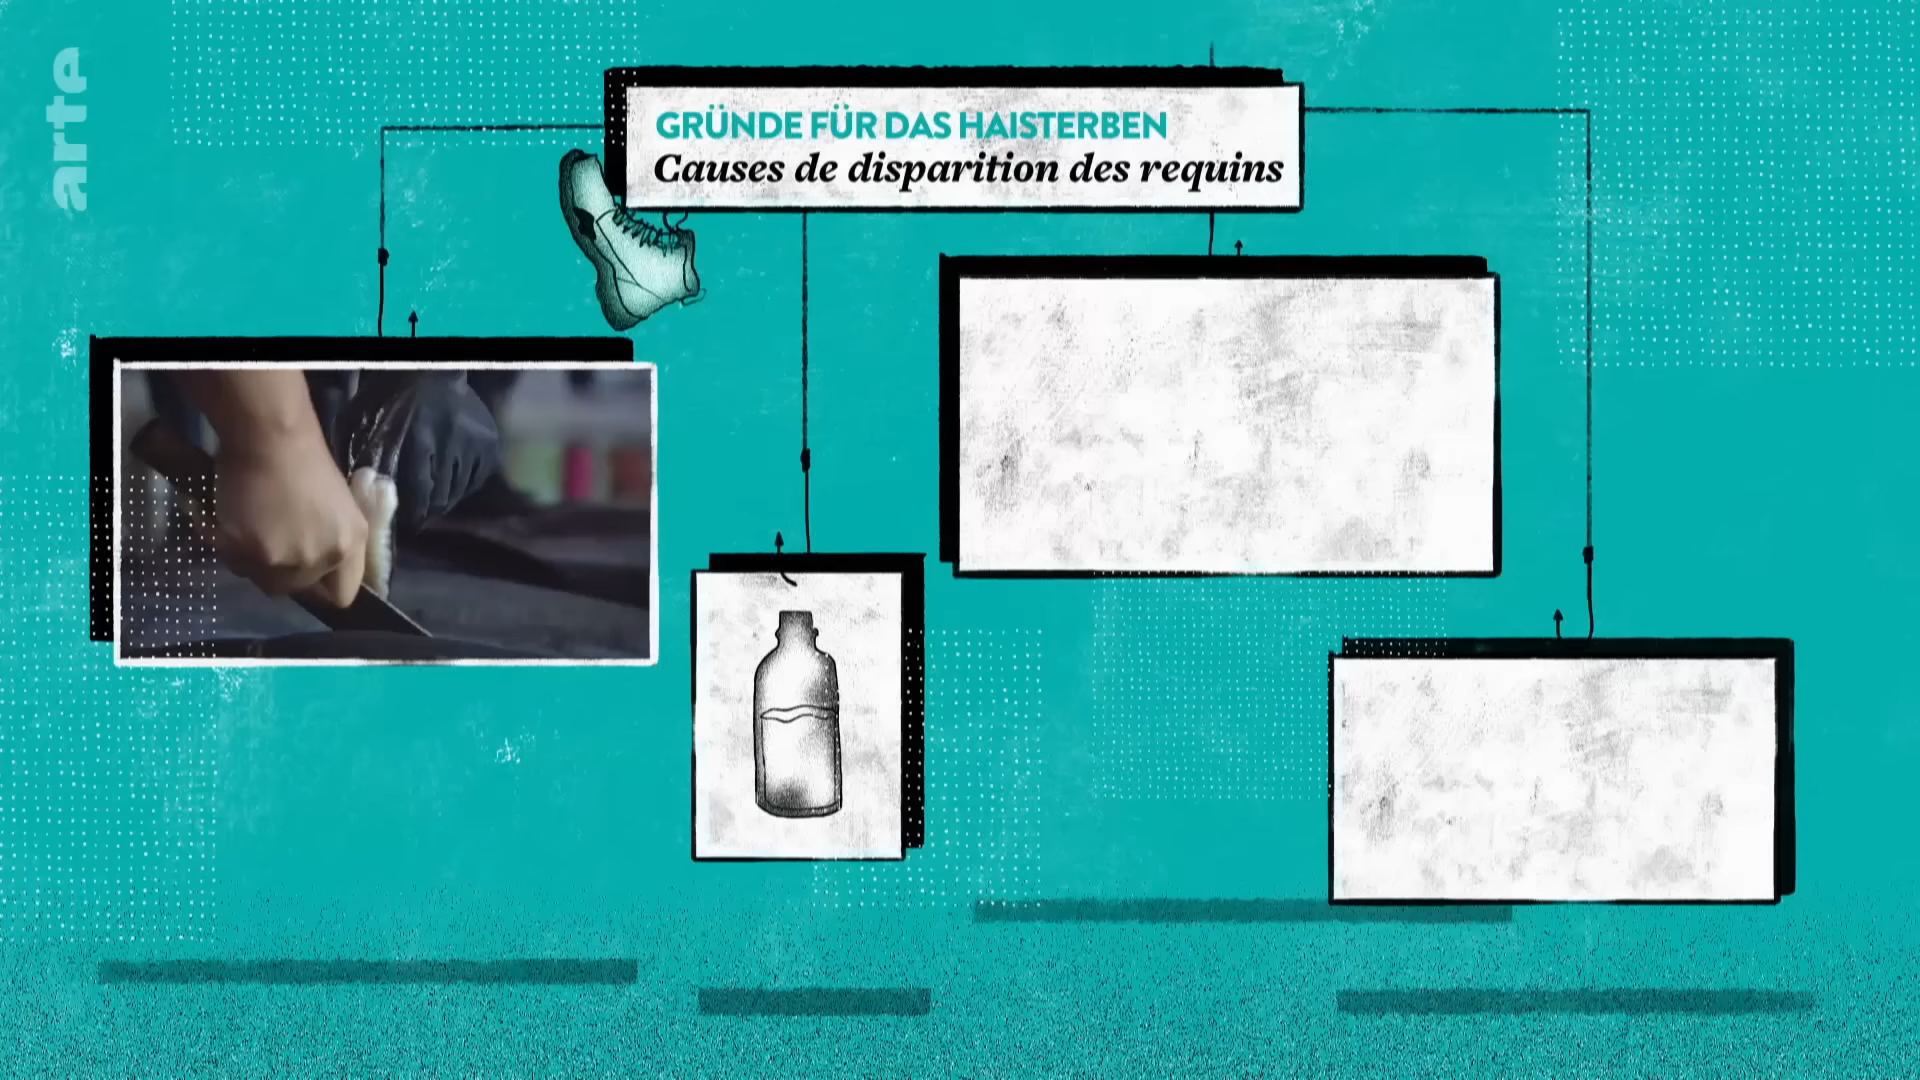 arte
GRÜNDE FÜR DAS HAISTERBEN
Causes de disparition des requins